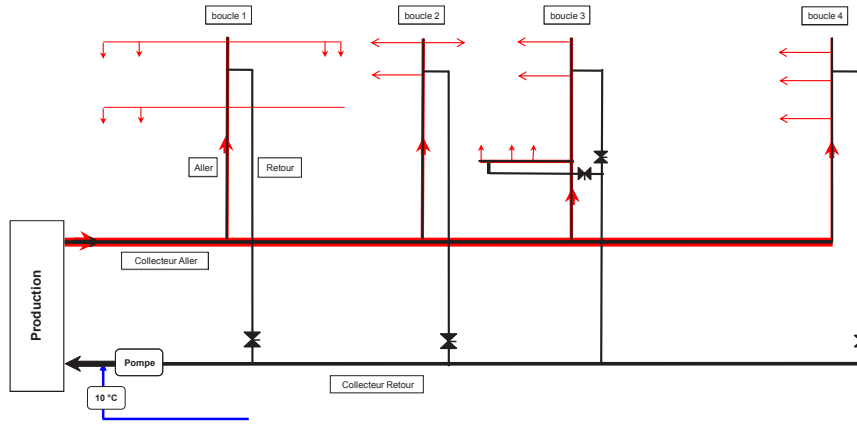 boucle 1
boucle 2
boucle 3
boucle 4
Aller
Retour
Collecteur Aller
Production
Pompe
10 °C
Collecteur Retour